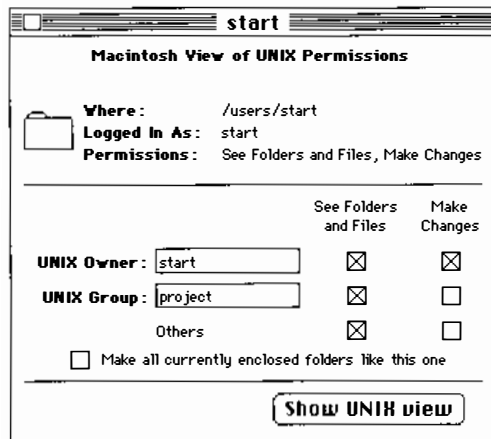 start
Macintosh View of UNIX Permissions
Where: /users/start
Logged In As: start
Permissions: See Folders and Files, Make Changes
See Folders and Files Make Changes
UNIX Owner: start
UNIX Group: project
Others
Make all currently enclosed folders like this one
Show UNIX view